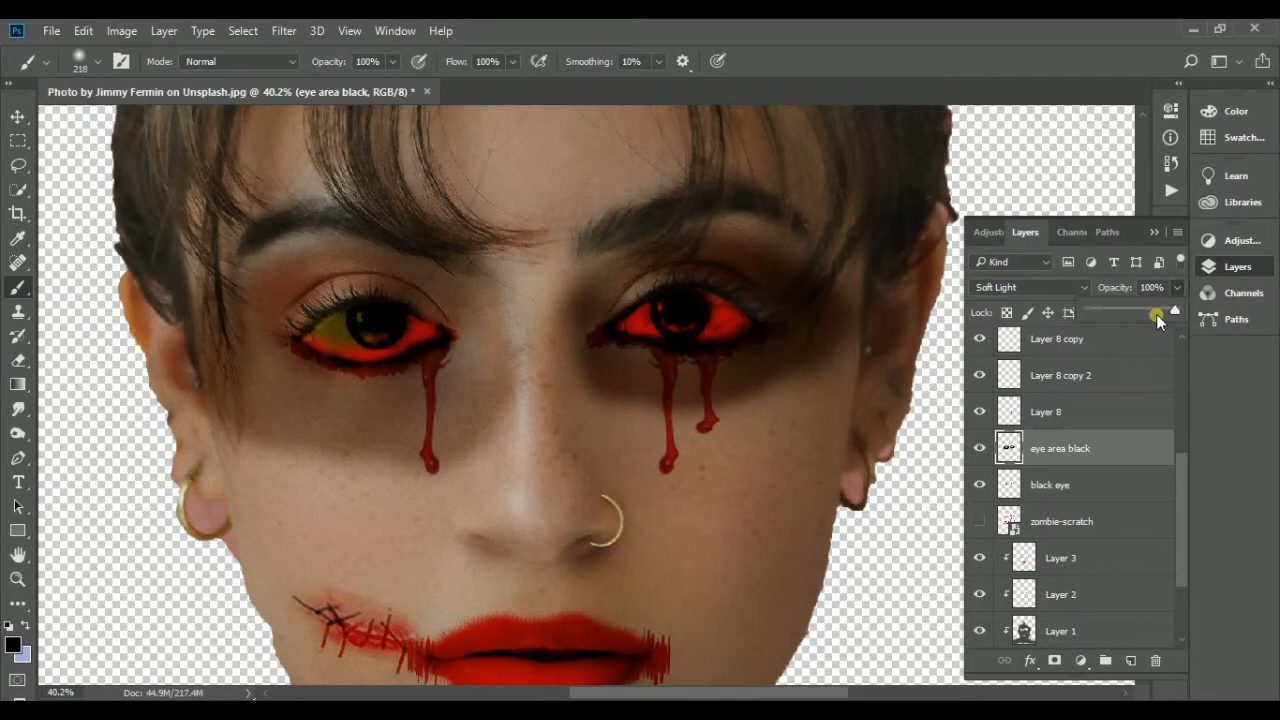 Ps File Edit Image Layer Type Select Filter 3D View Window Help
218 Mode: Normal Opacity: 100% Flow: 100% Smoothing: 10%
Photo by Jimmy Fermin on Unsplash.jpg @ 40.2% (eye area black, RGB/8) * ×
Color
Swatch...
Learn
Libraries
Adjust...
Layers
Channels
Paths
Layers Channe Paths
Kind
Soft Light Opacity: 100%
Lock:
Layer 8 copy
Layer 8 copy 2
Layer 8
eye area black
black eye
zombie-scratch
Layer 3
Layer 2
Layer 1
fx
40.2% Doc: 44.9M/217.4M